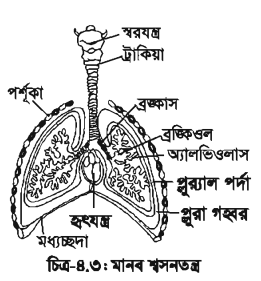 স্বরযন্ত্র
ট্রাকিয়া
পর্শুকা
ব্রঙ্কাস
ব্রঙ্কিওল
অ্যালভিওলাস
প্লুর‍্যাল পর্দা
প্লুরা গহ্বর
হৃৎযন্ত্র
মধ্যচ্ছদা
চিত্র-৪.৩: মানব শ্বসনতন্ত্র